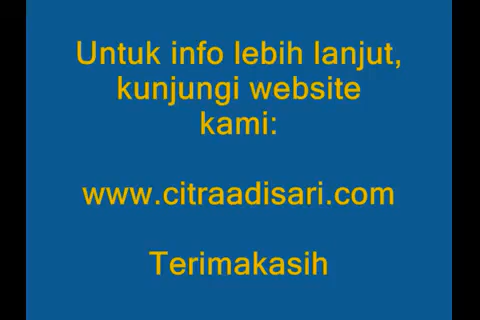 Untuk info lebih lanjut,
kunjungi website
kami:
www.citraadisari.com
Terimakasih